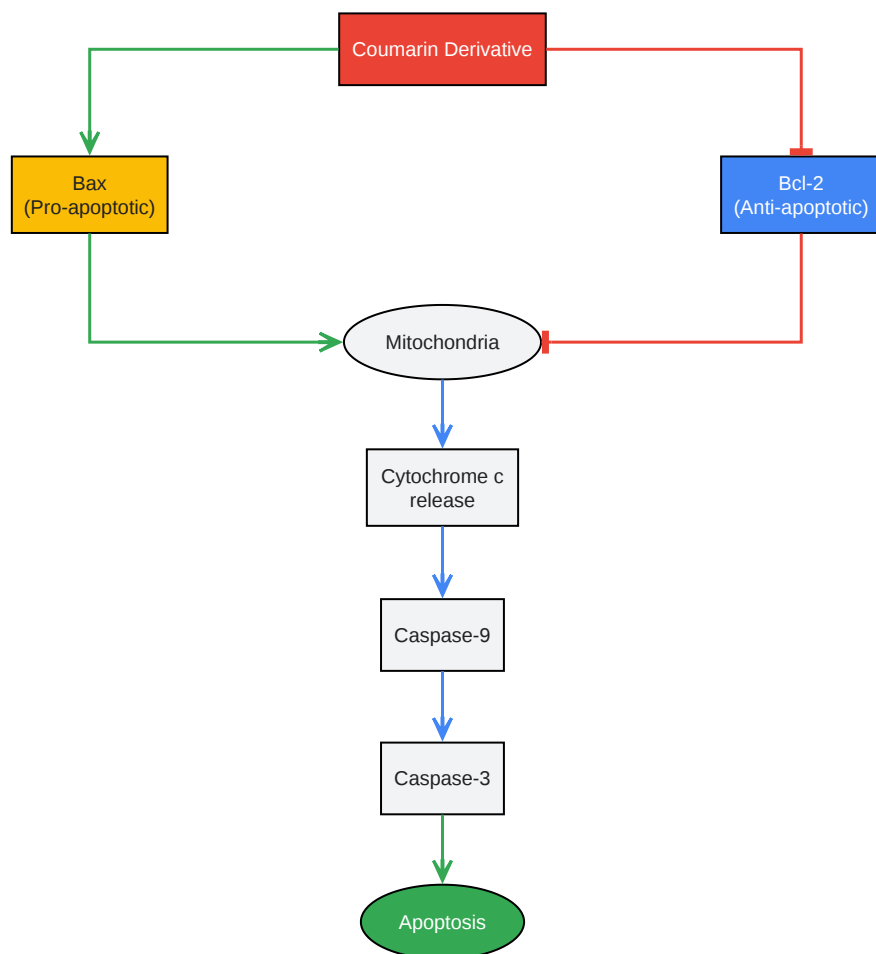 Coumarin Derivative
Bax
(Pro-apoptotic)
Bcl-2
(Anti-apoptotic)
Mitochondria
Cytochrome c
release
Caspase-9
Caspase-3
Apoptosis